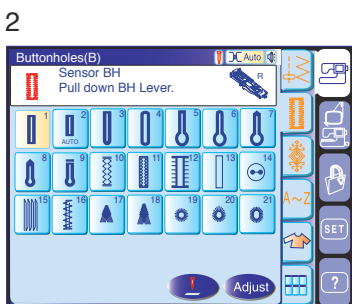 2
Buttonholes(B) Auto
Sensor BH R
Pull down BH Lever.
1 2 3 4 5 6 7
AUTO
8 9 10 11 12 13 14
15 16 17 18 19 20 21
A~Z
SET
Adjust ?